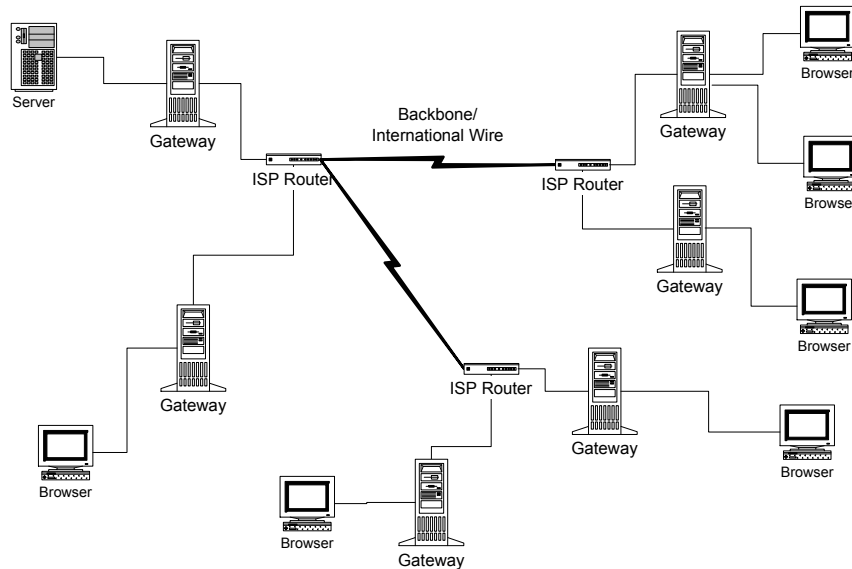 Browser
Server
Backbone/
International Wire
Gateway
Gateway
ISP Router
ISP Router
Browser
Gateway
Browser
ISP Router
Gateway
Gateway
Browser
Browser
Browser
Gateway